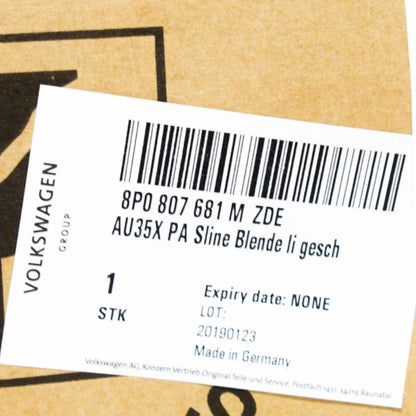 VOLKSWAGEN
GROUP
8P0 807 681 M ZDE
AU35X PA Sline Blende li gesch
1
STK
Expiry date: NONE
LOT:
20190123
Made in Germany
Volkswagen AG, Konzern Vertrieb Original Teile und Service, Postfach 1451, 34219 Baunatal